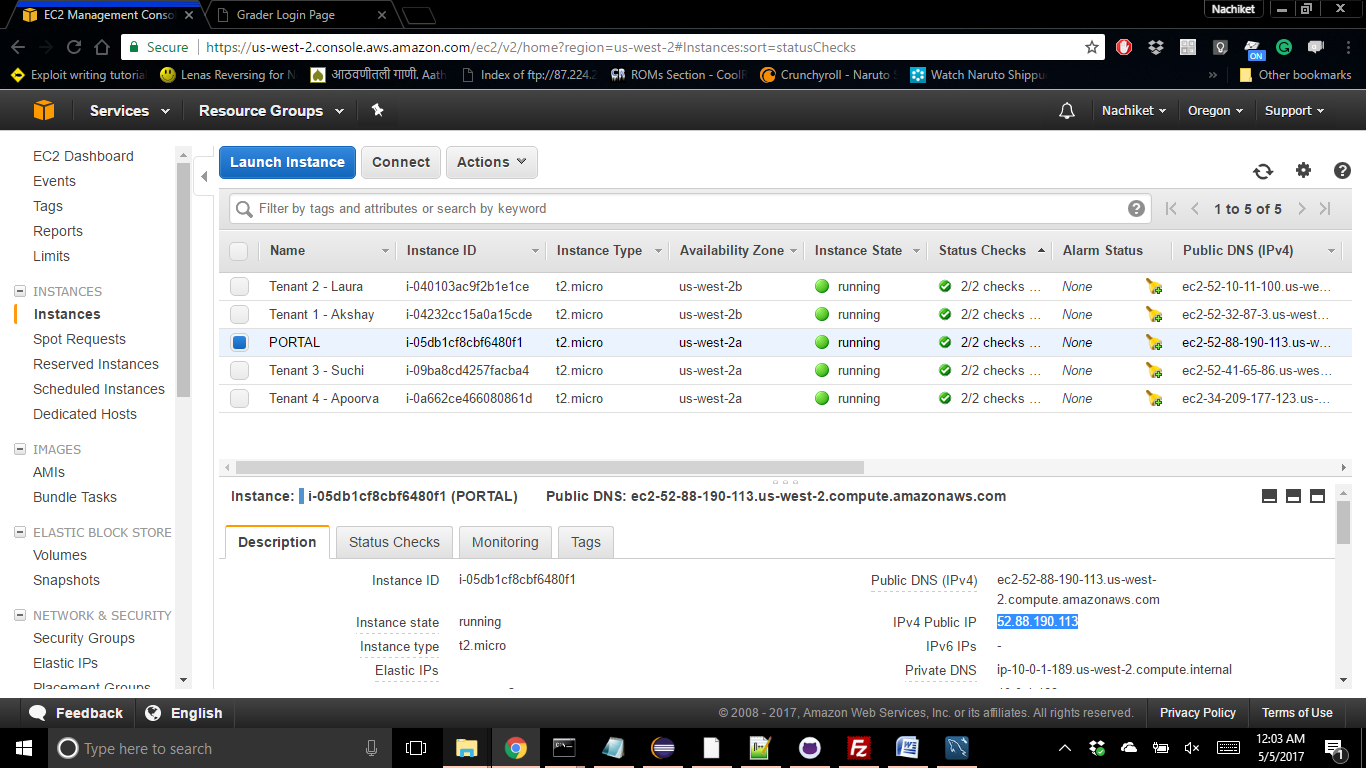 EC2 Management Conso
Grader Login Page
Nachiket
Secure
https://us-west-2.console.aws.amazon.com/ec2/v2/home?region=us-west-2#Instances:sort=statusChecks
ON
Exploit writing tutorial
Lenas Reversing for N
आठवणीतली गाणी. Aath
Index of ftp://87.224.2
CR
ROMs Section - CoolR
Crunchyroll - Naruto S
Watch Naruto Shippu
»
Other bookmarks
Services
Resource Groups
Nachiket
Oregon
Support
EC2 Dashboard
Events
Tags
Reports
Limits
INSTANCES
Instances
Spot Requests
Reserved Instances
Scheduled Instances
Dedicated Hosts
IMAGES
AMIs
Bundle Tasks
ELASTIC BLOCK STORE
Volumes
Snapshots
NETWORK & SECURITY
Security Groups
Elastic IPs
Placement Groups
Launch Instance
Connect
Actions
Filter by tags and attributes or search by keyword
1 to 5 of 5
Name Instance ID Instance Type Availability Zone Instance State Status Checks Alarm Status Public DNS (IPv4)
Tenant 2 - Laura i-040103ac9f2b1e1ce t2.micro us-west-2b running 2/2 checks ... None ec2-52-10-11-100.us-we...
Tenant 1 - Akshay i-04232cc15a0a15cde t2.micro us-west-2b running 2/2 checks ... None ec2-52-32-87-3.us-west...
PORTAL i-05db1cf8cbf6480f1 t2.micro us-west-2a running 2/2 checks ... None ec2-52-88-190-113.us-w...
Tenant 3 - Suchi i-09ba8cd4257facba4 t2.micro us-west-2a running 2/2 checks ... None ec2-52-41-65-86.us-wes...
Tenant 4 - Apoorva i-0a662ce466080861d t2.micro us-west-2a running 2/2 checks ... None ec2-34-209-177-123.us-...
Instance: i-05db1cf8cbf6480f1 (PORTAL) Public DNS: ec2-52-88-190-113.us-west-2.compute.amazonaws.com
Description
Status Checks
Monitoring
Tags
Instance ID i-05db1cf8cbf6480f1
Instance state running
Instance type t2.micro
Elastic IPs
Public DNS (IPv4) ec2-52-88-190-113.us-west-
2.compute.amazonaws.com
IPv4 Public IP 52.88.190.113
IPv6 IPs -
Private DNS ip-10-0-1-189.us-west-2.compute.internal
Feedback
English
© 2008 - 2017, Amazon Web Services, Inc. or its affiliates. All rights reserved.
Privacy Policy
Terms of Use
Type here to search
12:03 AM
5/5/2017
1